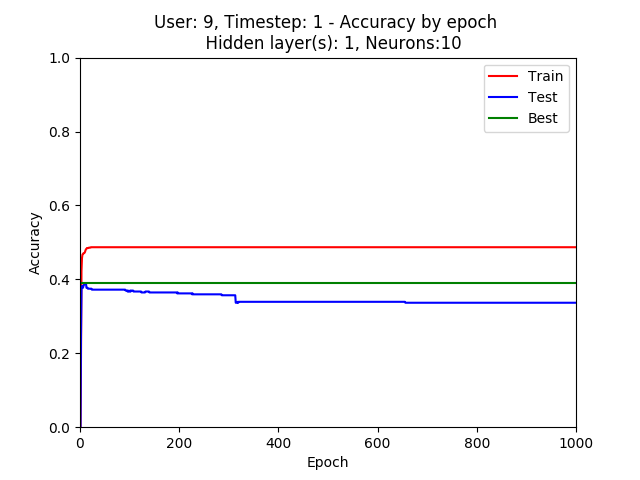 User: 9, Timestep: 1 - Accuracy by epoch
Hidden layer(s): 1, Neurons:10
Train
Test
Best
1.0
0.8
0.6
0.4
0.2
0.0
Accuracy
0
200
400
600
800
1000
Epoch